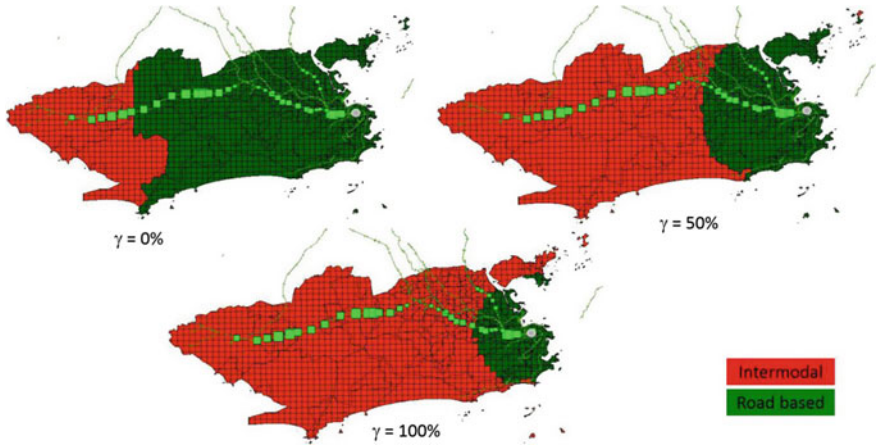 γ = 0%
γ = 50%
γ = 100%
Intermodal
Road based